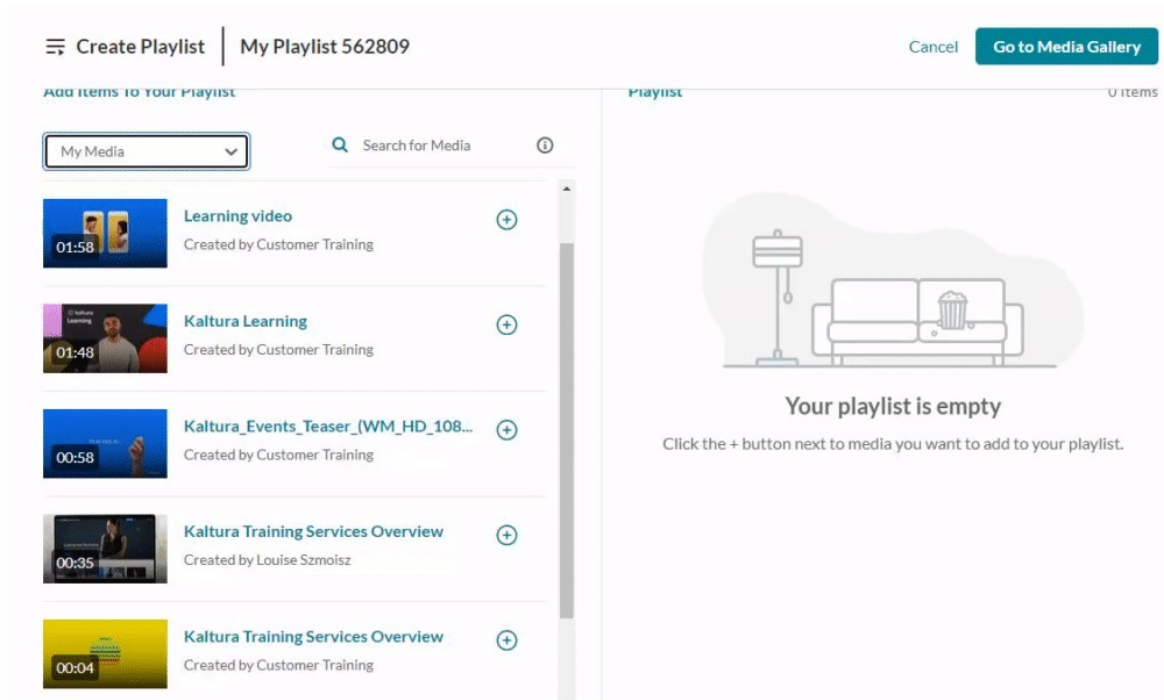 Create Playlist
My Playlist 562809
Cancel
Go to Media Gallery
Add Items To Your Playlist
Playlist
0 Items
My Media
Search for Media
01:58
Learning video
Created by Customer Training
kaltura
Learning
01:48
Kaltura Learning
Created by Customer Training
00:58
Kaltura_Events_Teaser_(WM_HD_108...
Created by Customer Training
00:35
Kaltura Training Services Overview
Created by Louise Szmoisz
00:04
Kaltura Training Services Overview
Created by Customer Training
Your playlist is empty
Click the + button next to media you want to add to your playlist.